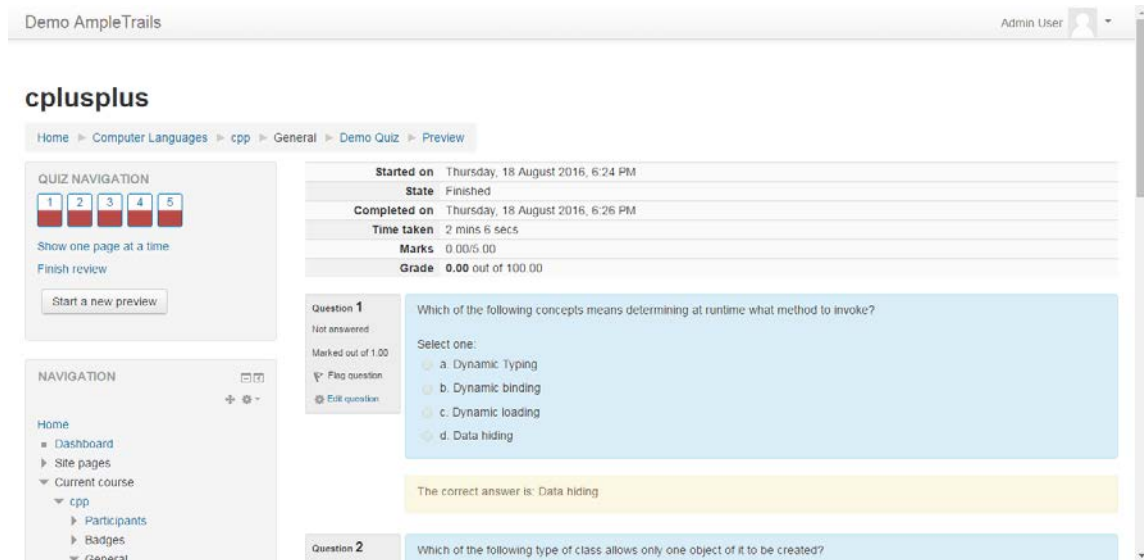 Demo AmpleTrails
Admin User
cplusplus
Home Computer Languages cpp General Demo Quiz Preview
QUIZ NAVIGATION
1 2 3 4 5
Show one page at a time
Finish review
Start a new preview
NAVIGATION
Home
Dashboard
Site pages
Current course
cpp
Participants
Badges
General
Started on Thursday, 18 August 2016, 6:24 PM
State Finished
Completed on Thursday, 18 August 2016, 6:26 PM
Time taken 2 mins 6 secs
Marks 0.00/5.00
Grade 0.00 out of 100.00
Question 1
Not answered
Marked out of 1.00
Flag question
Edit question
Which of the following concepts means determining at runtime what method to invoke?
Select one:
a. Dynamic Typing
b. Dynamic binding
c. Dynamic loading
d. Data hiding
The correct answer is: Data hiding
Question 2
Which of the following type of class allows only one object of it to be created?